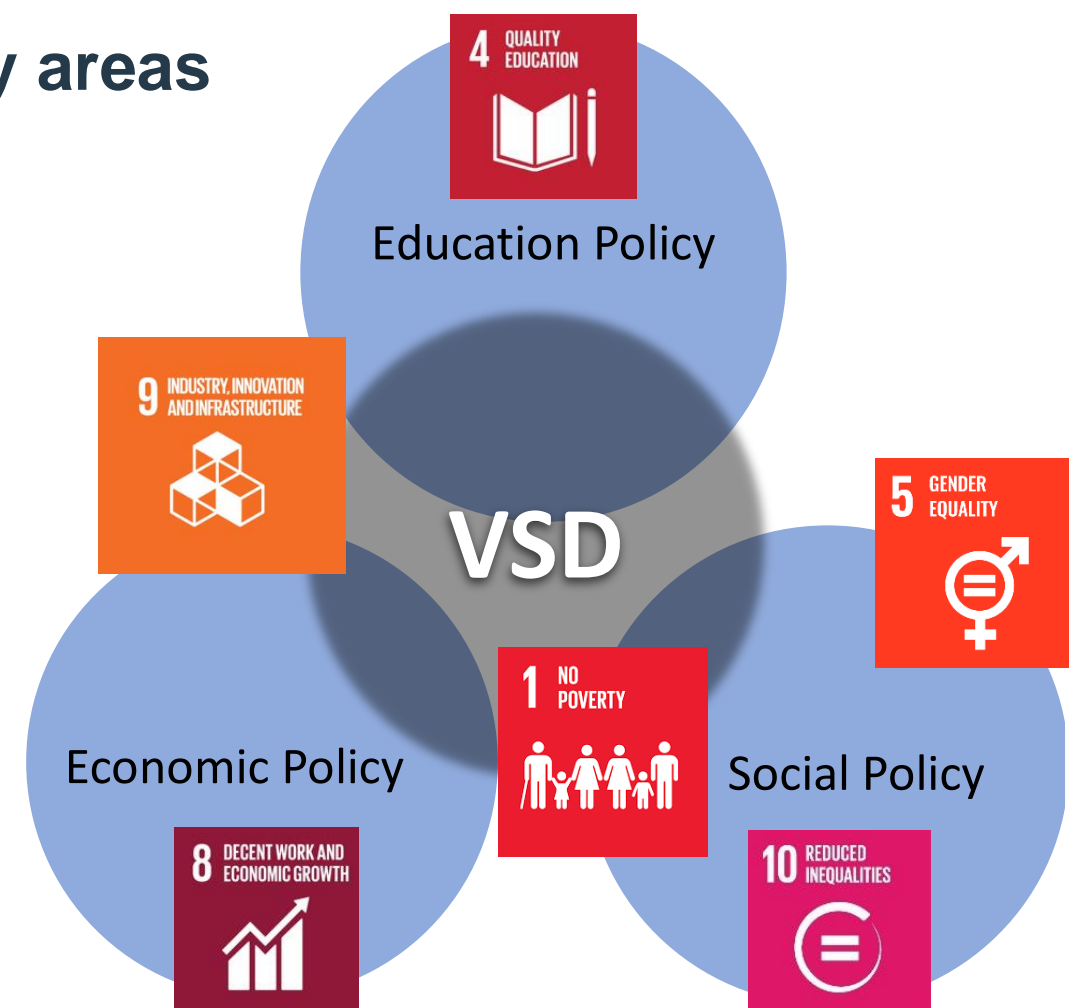 y areas
4 QUALITY
EDUCATION
Education Policy
9 INDUSTRY, INNOVATION
AND INFRASTRUCTURE
5 GENDER
EQUALITY
VSD
1 NO
POVERTY
Economic Policy
Social Policy
8 DECENT WORK AND
ECONOMIC GROWTH
10 REDUCED
INEQUALITIES